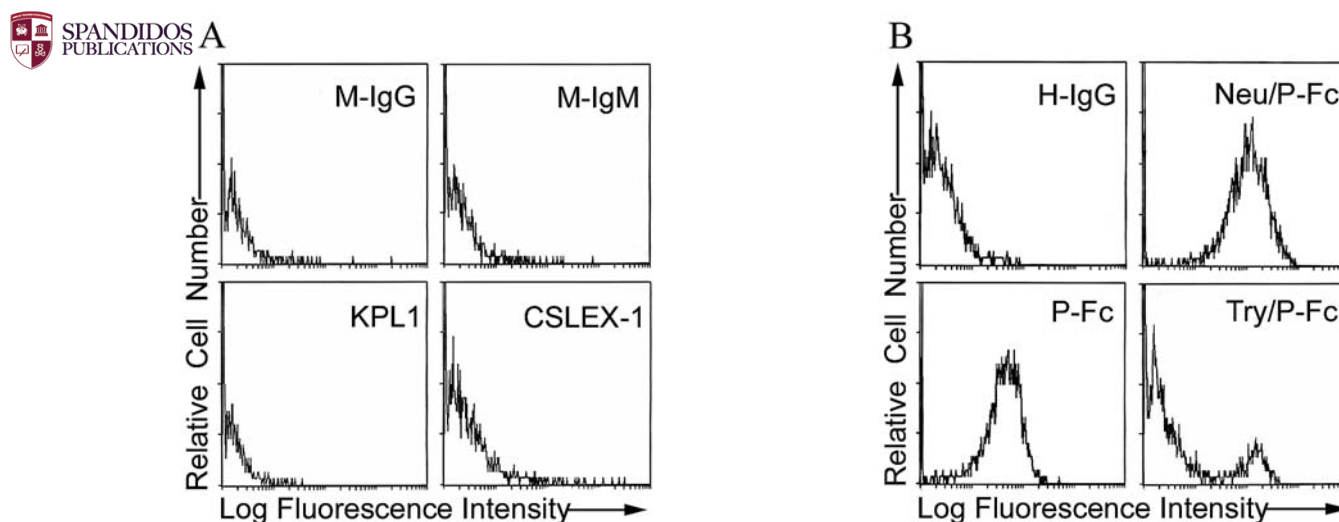 SPANDIDOS
PUBLICATIONS
A
M-IgG
M-IgM
KPL1
CSLEX-1
Relative Cell Number
Log Fluorescence Intensity
B
H-IgG
Neu/P-Fc
P-Fc
Try/P-Fc
Relative Cell Number
Log Fluorescence Intensity